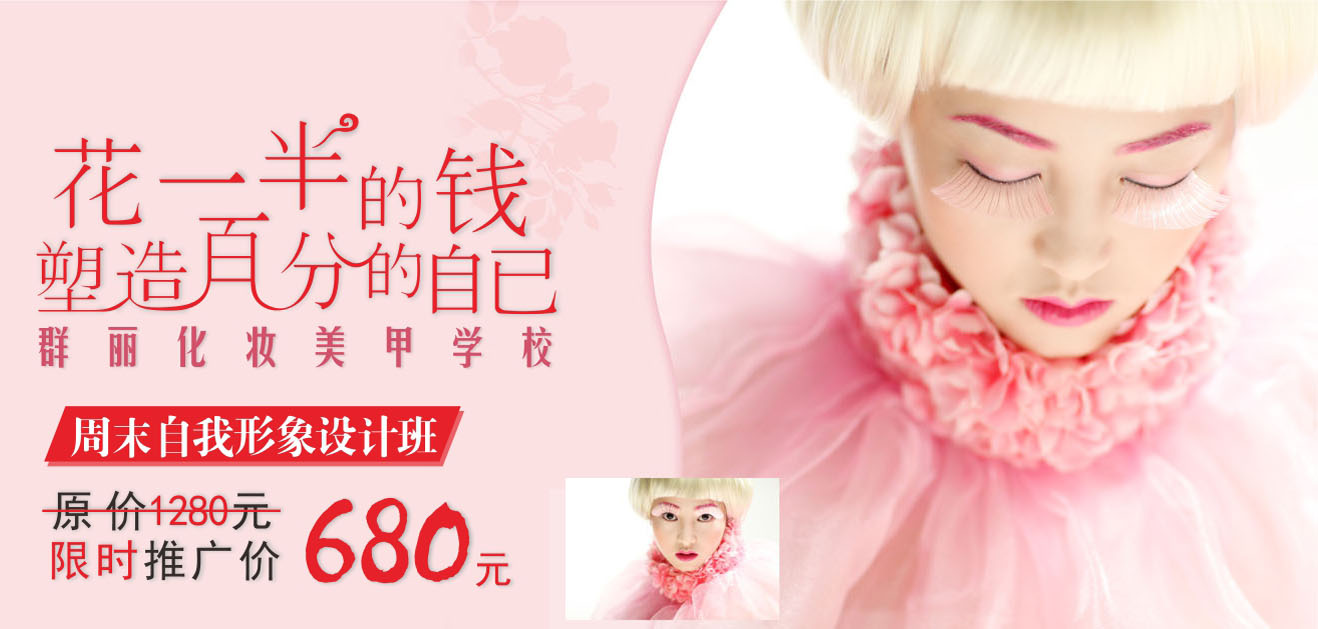 花一半的钱
塑造百分的自己
群丽化妆美甲学校
周末自我形象设计班
原价1280元
限时推广价680元